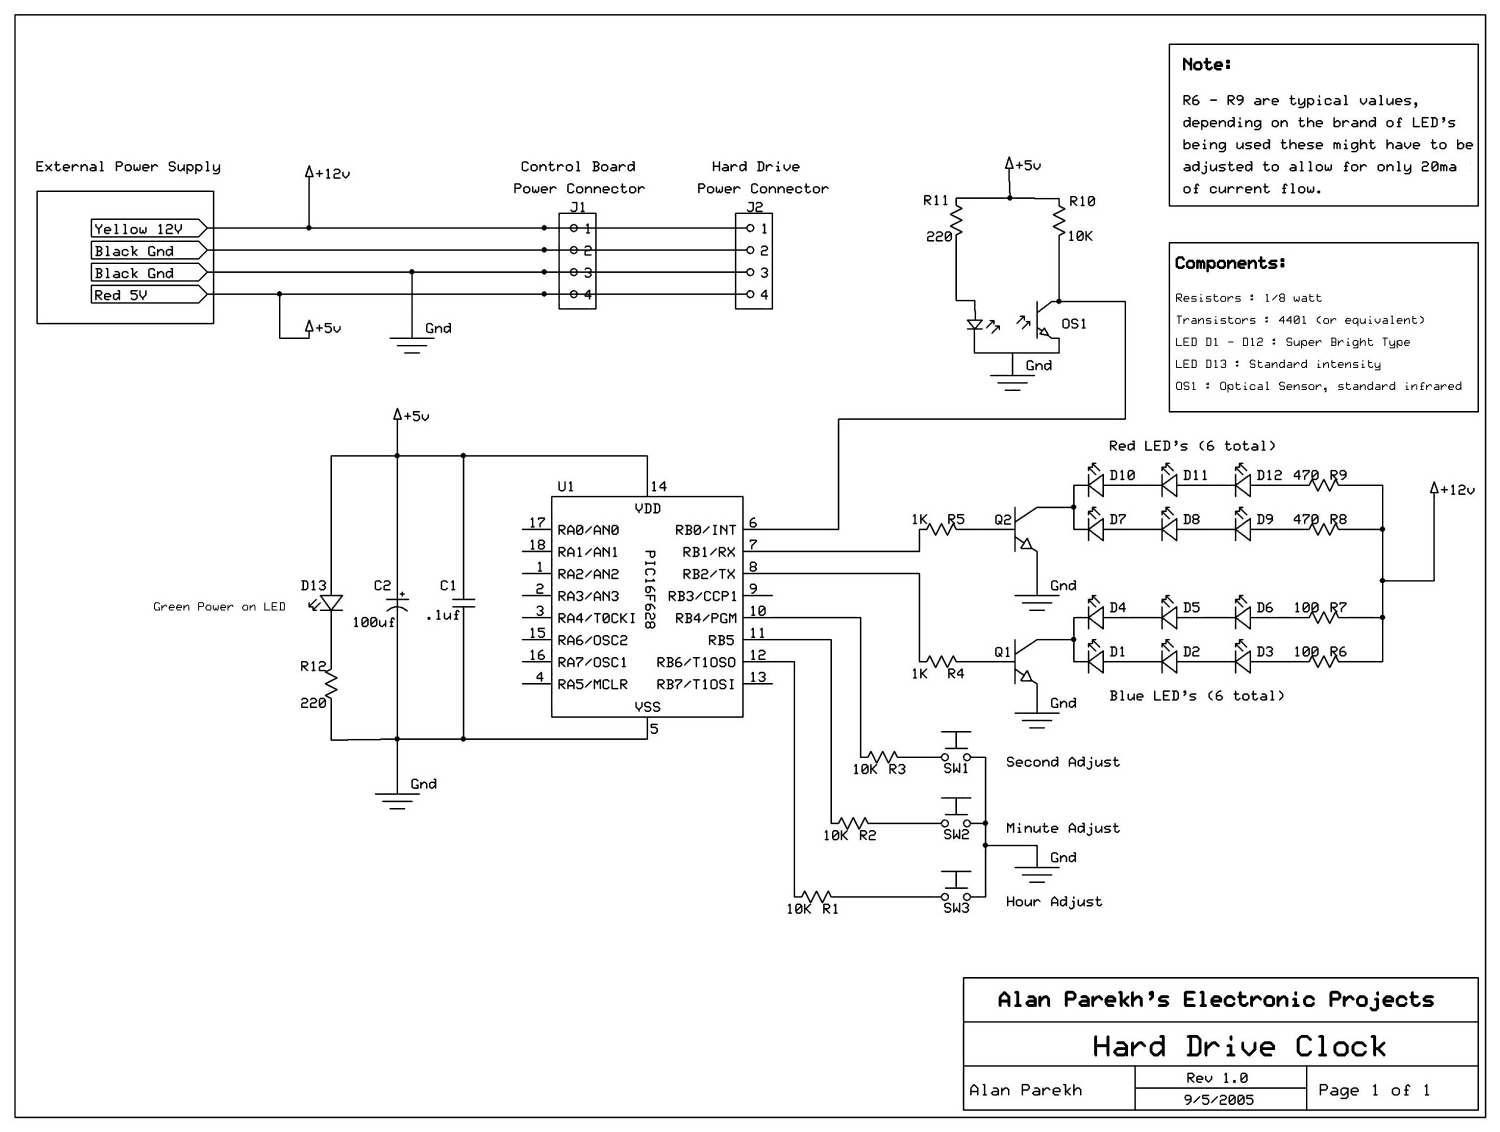 Note:
R6 - R9 are typical values,
depending on the brand of LED's
being used these might have to be
adjusted to allow for only 20ma
of current flow.
External Power Supply
Yellow 12V
Black Gnd
Black Gnd
Red 5V
+12v
+5v
Gnd
Control Board
Power Connector
J1
1
2
3
4
Hard Drive
Power Connector
J2
1
2
3
4
+5v
R11
220
R10
10K
OS1
Gnd
Components:
Resistors : 1/8 watt
Transistors : 4401 (or equivalent)
LED D1 - D12 : Super Bright Type
LED D13 : Standard intensity
OS1 : Optical Sensor, standard infrared
+5v
D13
Green Power on LED
R12
220
C2
+
100uf
C1
.1uf
Gnd
U1
14
VDD
PIC16F628
17 RA0/AN0
18 RA1/AN1
1 RA2/AN2
2 RA3/AN3
3 RA4/T0CKI
15 RA6/OSC2
16 RA7/OSC1
4 RA5/MCLR
RB0/INT 6
RB1/RX 7
RB2/TX 8
RB3/CCP1 9
RB4/PGM 10
RB5 11
RB6/T1OSO 12
RB7/T1OSI 13
VSS
5
Red LED's (6 total)
D10 D11 D12 470 R9
+12v
1K R5 Q2 D7 D8 D9 470 R8
Gnd
D4 D5 D6 100 R7
1K R4 Q1 D1 D2 D3 100 R6
Gnd
Blue LED's (6 total)
10K R3 SW1 Second Adjust
10K R2 SW2 Minute Adjust
Gnd
10K R1 SW3 Hour Adjust
Alan Parekh's Electronic Projects
Hard Drive Clock
Alan Parekh
Rev 1.0
9/5/2005
Page 1 of 1